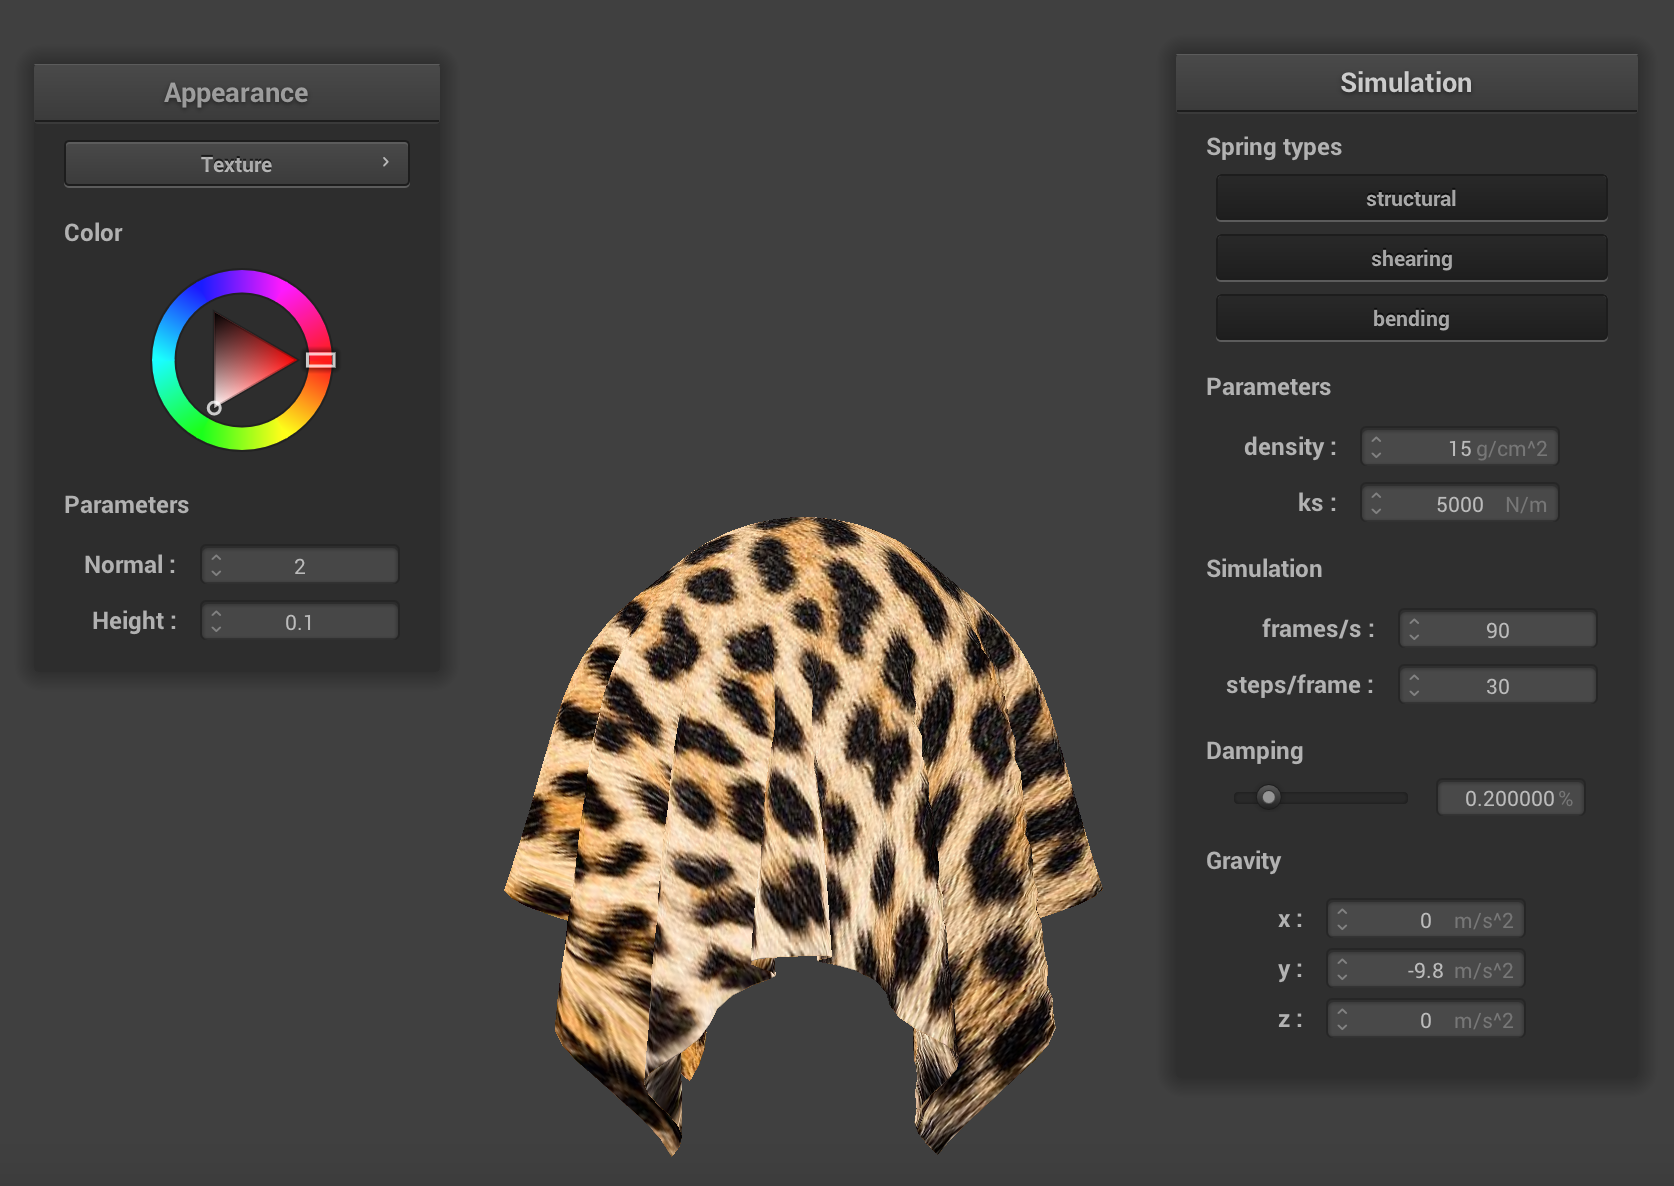 Appearance
Texture ›
Color
Parameters
Normal : 2
Height : 0.1
Simulation
Spring types
structural
shearing
bending
Parameters
density : 15 g/cm^2
ks : 5000 N/m
Simulation
frames/s : 90
steps/frame : 30
Damping
0.200000 %
Gravity
x : 0 m/s^2
y : -9.8 m/s^2
z : 0 m/s^2